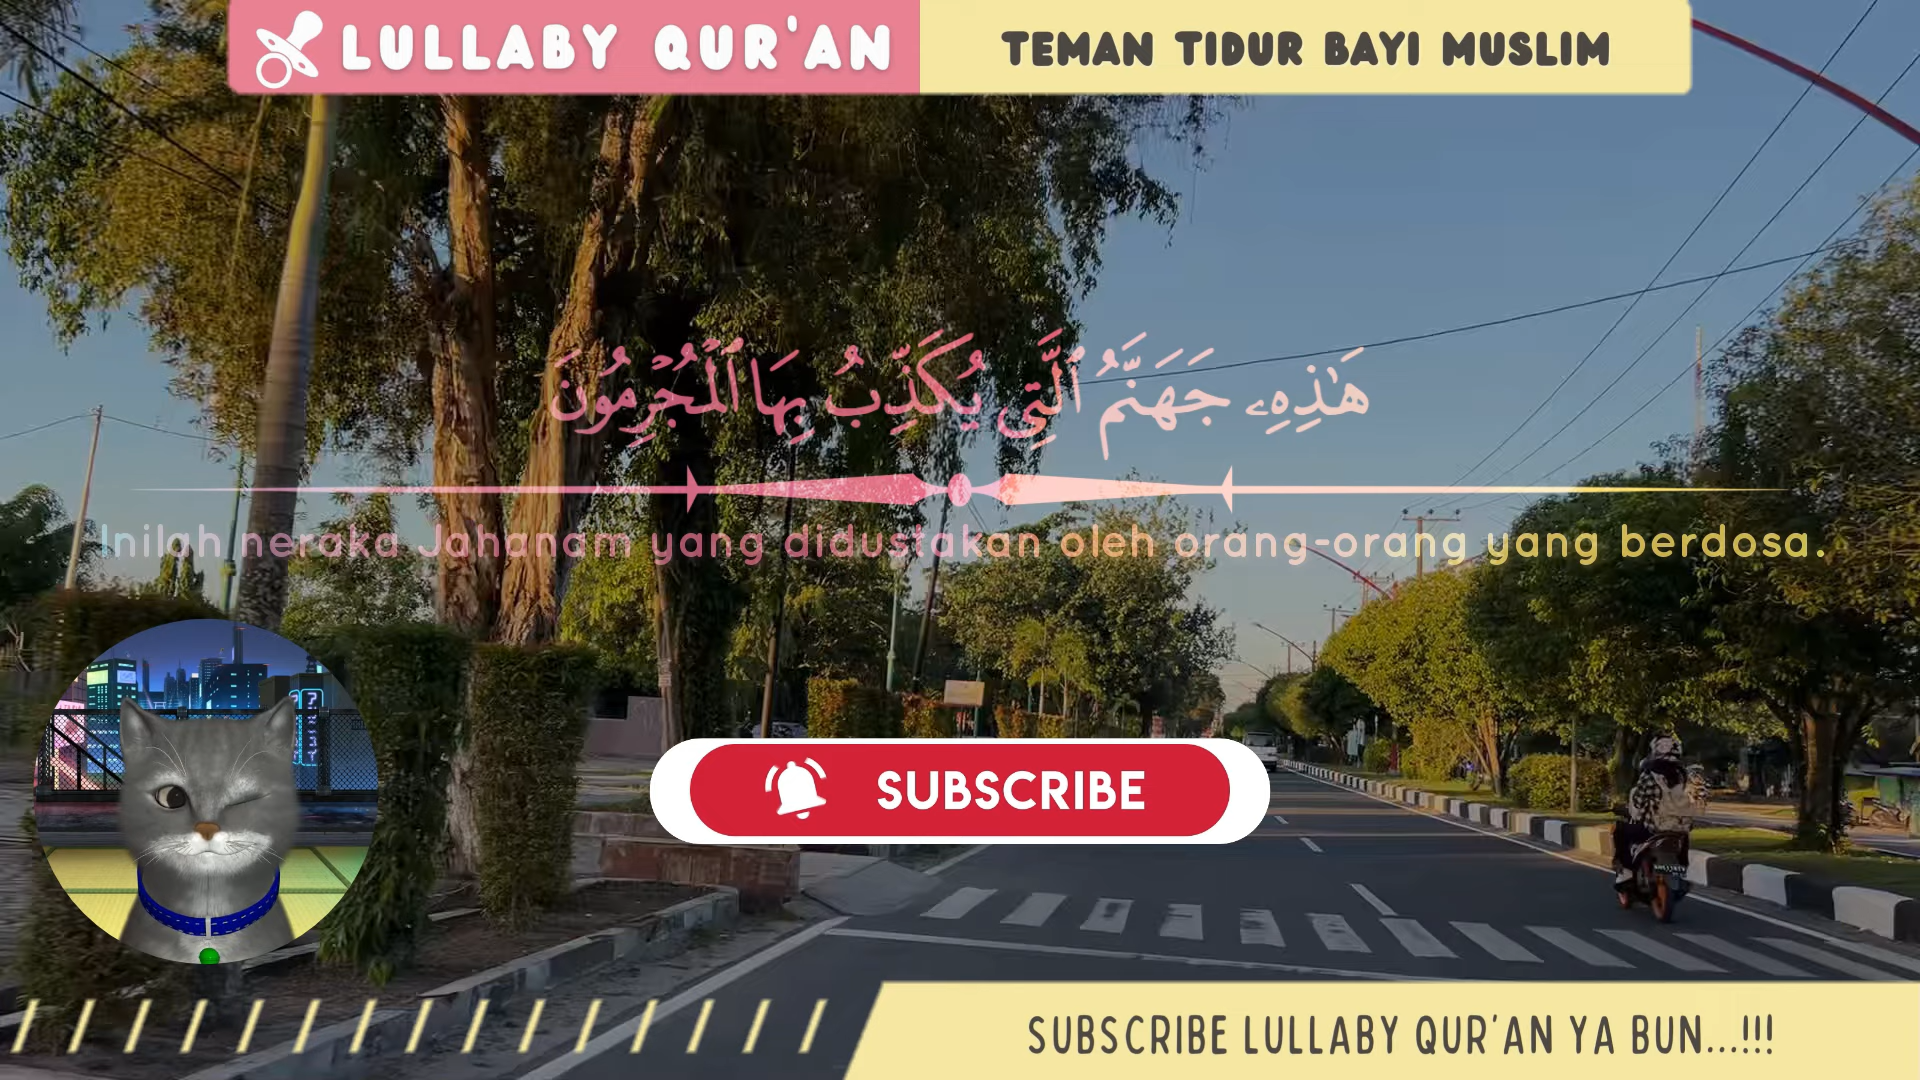 LULLABY QUR'AN
TEMAN TIDUR BAYI MUSLIM
هَٰذِهِۦ جَهَنَّمُ ٱلَّتِي يُكَذِّبُ بِهَا ٱلْمُجْرِمُونَ
Inilah neraka Jahanam yang didustakan oleh orang-orang yang berdosa.
SUBSCRIBE
SUBSCRIBE LULLABY QUR'AN YA BUN...!!!